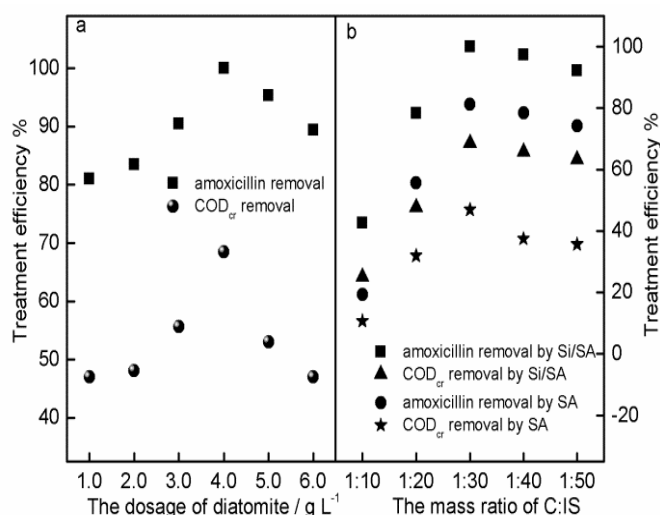 a
b
Treatment efficiency %
100
90
80
70
60
50
40
amoxicillin removal
CODcr removal
1.0 2.0 3.0 4.0 5.0 6.0
The dosage of diatomite / g L-1
100
80
60
40
20
0
-20
Treatment efficiency %
amoxicillin removal by Si/SA
CODcr removal by Si/SA
amoxicillin removal by SA
CODcr removal by SA
1:10 1:20 1:30 1:40 1:50
The mass ratio of C:IS